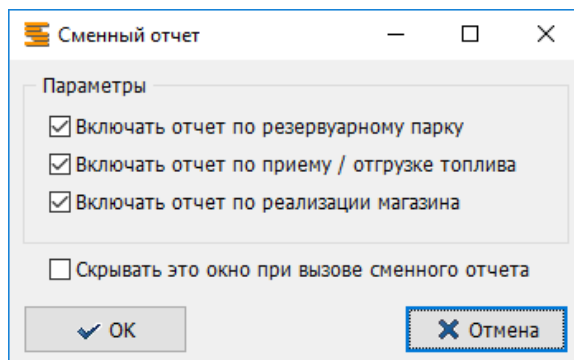 Сменный отчет
Параметры
Включать отчет по резервуарному парку
Включать отчет по приему / отгрузке топлива
Включать отчет по реализации магазина
Скрывать это окно при вызове сменного отчета
ОК Отмена